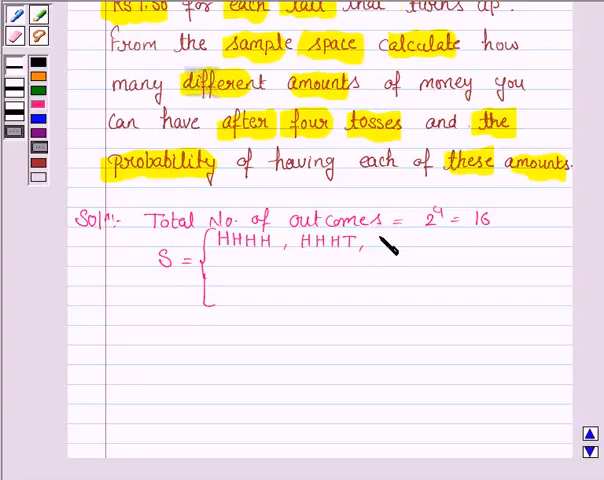 Rs 1.50 for each tail that turns up.
From the sample space calculate how
many different amounts of money you
can have after four tosses and the
probability of having each of these amounts.
Solⁿ:- Total No. of outcomes = 2⁴ = 16
S = { HHHH , HHHT,